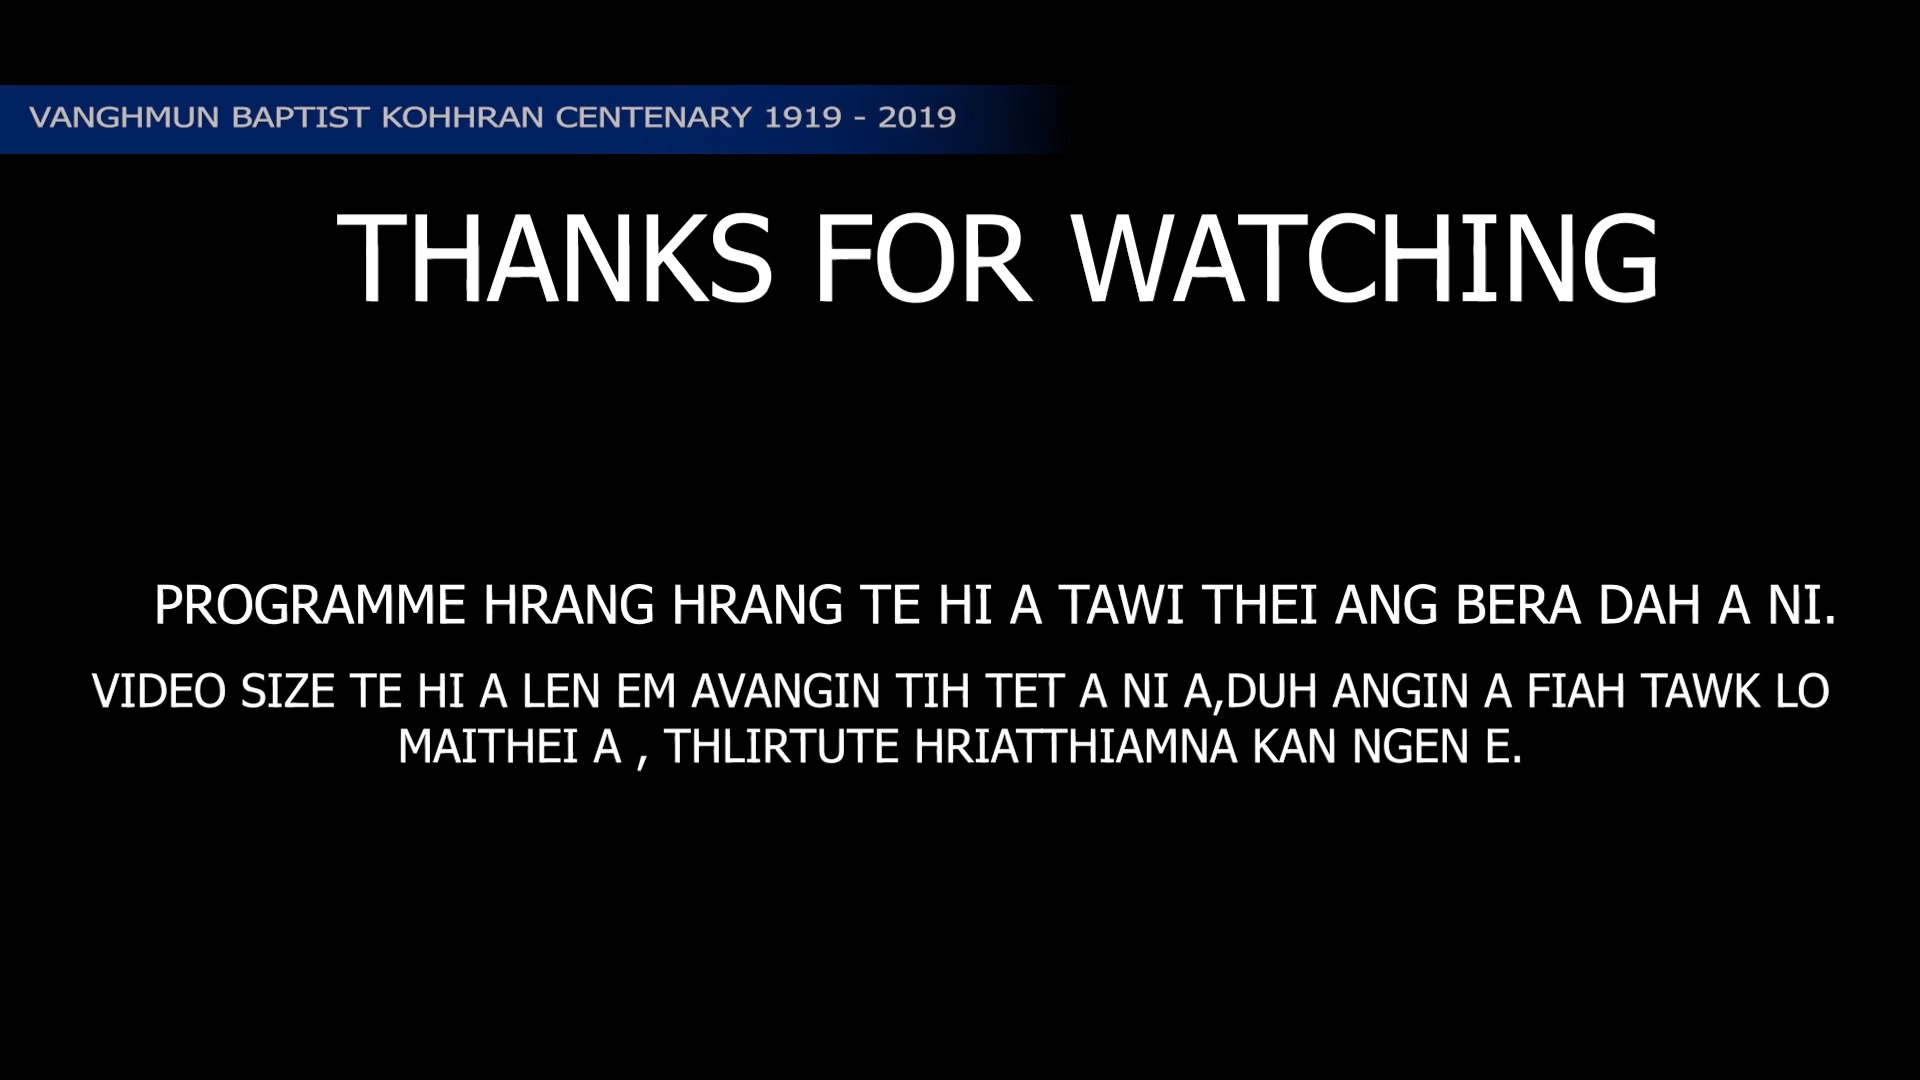 VANGHMUN BAPTIST KOHHRAN CENTENARY 1919 - 2019
THANKS FOR WATCHING
PROGRAMME HRANG HRANG TE HI A TAWI THEI ANG BERA DAH A NI.
VIDEO SIZE TE HI A LEN EM AVANGIN TIH TET A NI A,DUH ANGIN A FIAH TAWK LO
MAITHEI A , THLIRTUTE HRIATTHIAMNA KAN NGEN E.